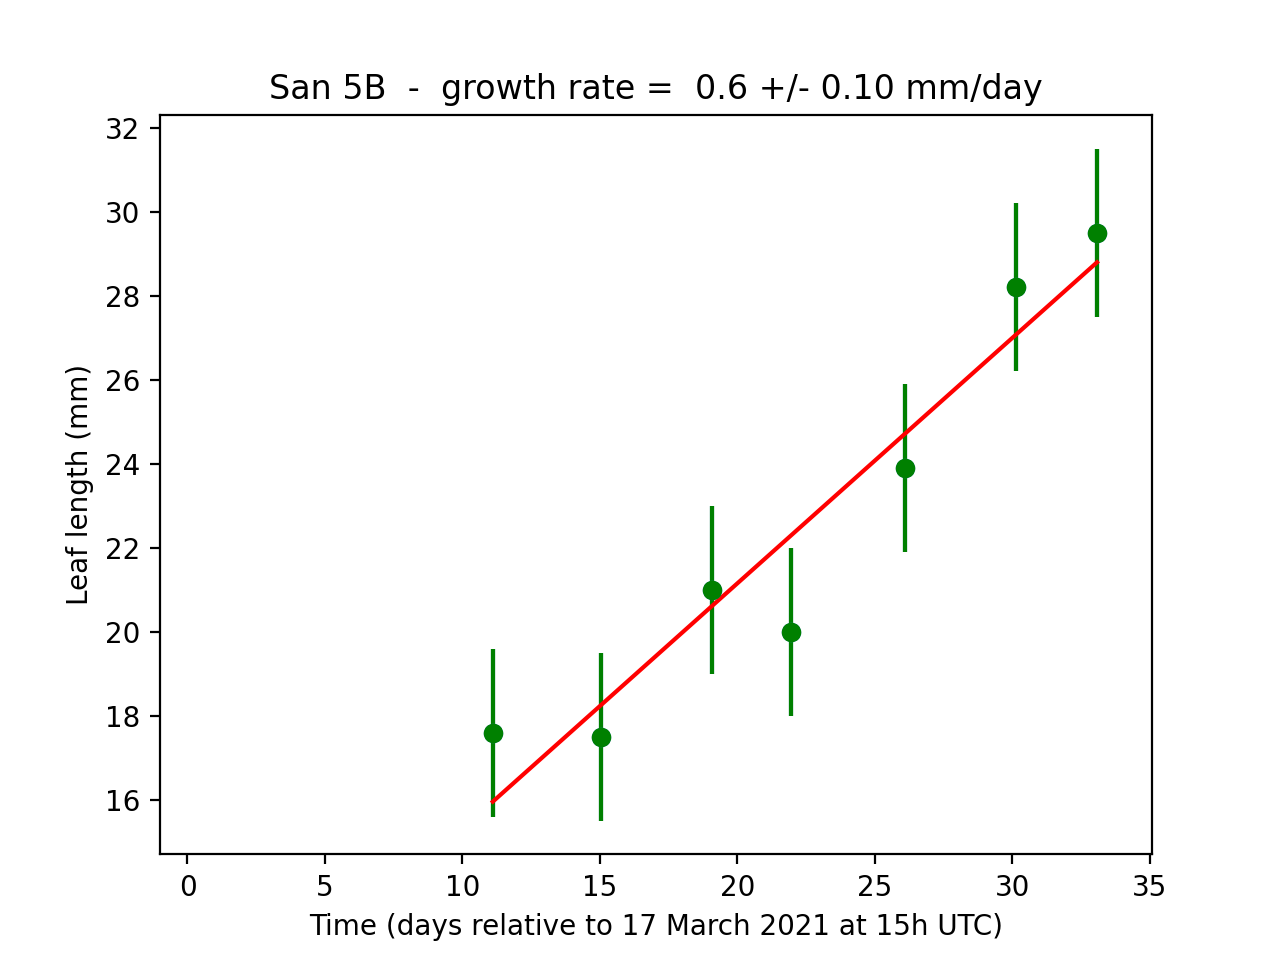 San 5B - growth rate = 0.6 +/- 0.10 mm/day
32
30
28
26
24
22
20
18
16
Leaf length (mm)
0 5 10 15 20 25 30 35
Time (days relative to 17 March 2021 at 15h UTC)